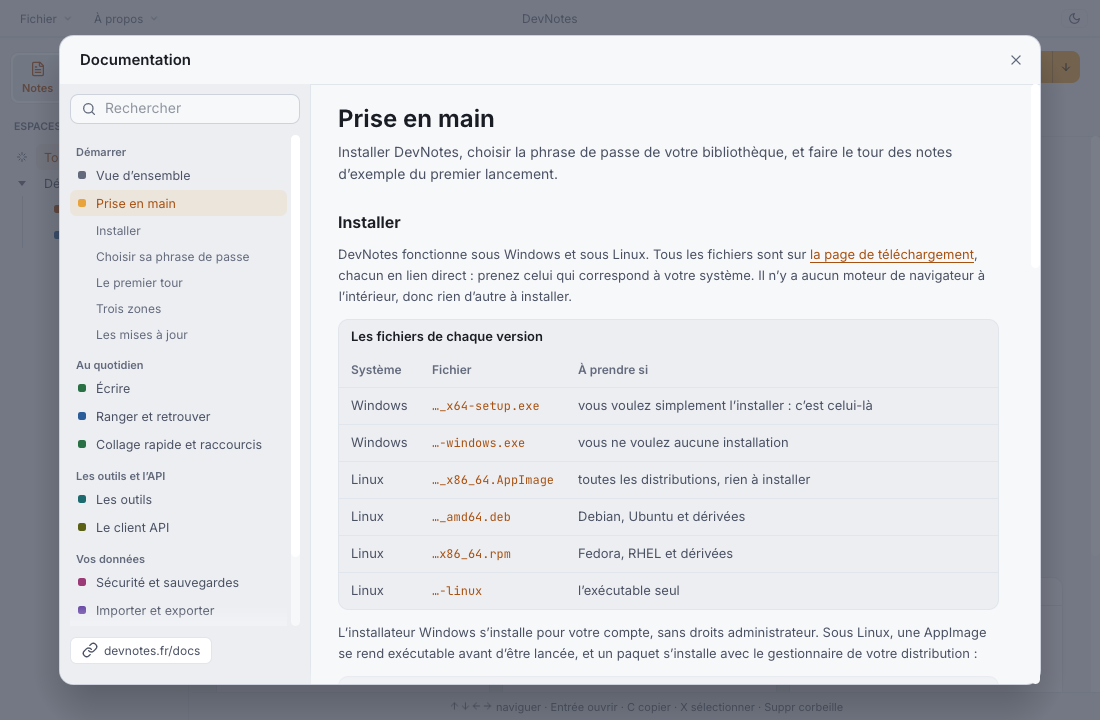 Fichier
À propos
DevNotes
Documentation
Notes
Rechercher
ESPACES
Démarrer
Vue d’ensemble
Prise en main
Installer
Choisir sa phrase de passe
Le premier tour
Trois zones
Les mises à jour
Au quotidien
Écrire
Ranger et retrouver
Collage rapide et raccourcis
Les outils et l’API
Les outils
Le client API
Vos données
Sécurité et sauvegardes
Importer et exporter
devnotes.fr/docs
Prise en main
Installer DevNotes, choisir la phrase de passe de votre bibliothèque, et faire le tour des notes
d’exemple du premier lancement.
Installer
DevNotes fonctionne sous Windows et sous Linux. Tous les fichiers sont sur la page de téléchargement,
chacun en lien direct : prenez celui qui correspond à votre système. Il n’y a aucun moteur de navigateur à
l’intérieur, donc rien d’autre à installer.
Les fichiers de chaque version
Système Fichier À prendre si
Windows …_x64-setup.exe vous voulez simplement l’installer : c’est celui-là
Windows …-windows.exe vous ne voulez aucune installation
Linux …_x86_64.AppImage toutes les distributions, rien à installer
Linux …_amd64.deb Debian, Ubuntu et dérivées
Linux …x86_64.rpm Fedora, RHEL et dérivées
Linux …-linux l’exécutable seul
L’installateur Windows s’installe pour votre compte, sans droits administrateur. Sous Linux, une AppImage
se rend exécutable avant d’être lancée, et un paquet s’installe avec le gestionnaire de votre distribution :
↑↓←→ naviguer · Entrée ouvrir · C copier · X sélectionner · Suppr corbeille